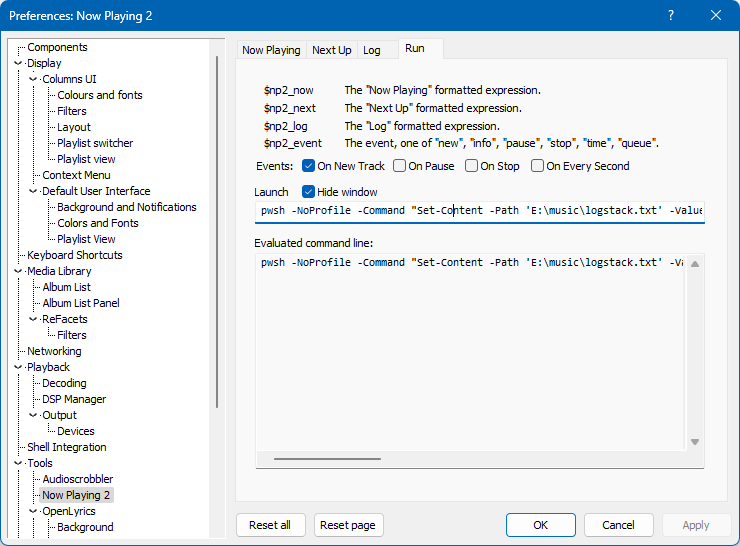 Preferences: Now Playing 2
?
Components
Display
Columns UI
Colours and fonts
Filters
Layout
Playlist switcher
Playlist view
Context Menu
Default User Interface
Background and Notifications
Colors and Fonts
Playlist View
Keyboard Shortcuts
Media Library
Album List
Album List Panel
ReFacets
Filters
Networking
Playback
Decoding
DSP Manager
Output
Devices
Shell Integration
Tools
Audioscrobbler
Now Playing 2
OpenLyrics
Background
Now Playing Next Up Log Run
$np2_now The "Now Playing" formatted expression.
$np2_next The "Next Up" formatted expression.
$np2_log The "Log" formatted expression.
$np2_event The event, one of "new", "info", "pause", "stop", "time", "queue".
Events: On New Track On Pause On Stop On Every Second
Launch Hide window
pwsh -NoProfile -Command "Set-Content -Path 'E:\music\logstack.txt' -Value
Evaluated command line:
pwsh -NoProfile -Command "Set-Content -Path 'E:\music\logstack.txt' -Va
Reset all Reset page OK Cancel Apply